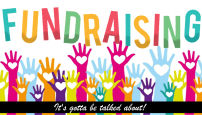 FUNDRAISING
It's gotta be talked about!